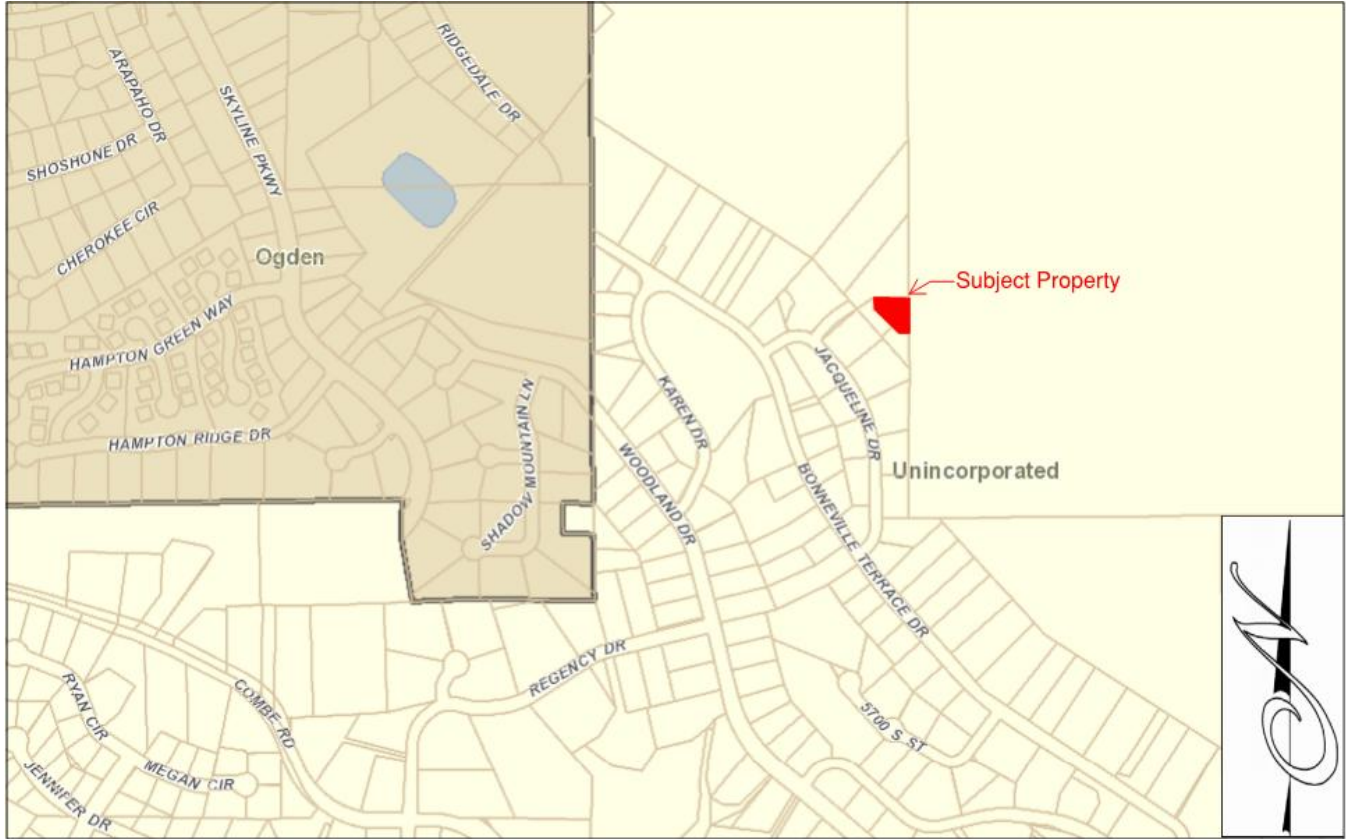 RIDGEDALE DR
ARAPAHO DR
SKYLINE PKWY
SHOSHONE DR
CHEROKEE CIR
Ogden
Subject Property
HAMPTON GREEN WAY
JACQUELINE DR
KAREN DR
SHADOW MOUNTAIN LN
HAMPTON RIDGE DR
WOODLAND DR
Unincorporated
BONNEVILLE TERRACE DR
REGENCY DR
RYAN CIR
COMBE RD
5700 S ST
MEGAN CIR
JENNIFER DR
N